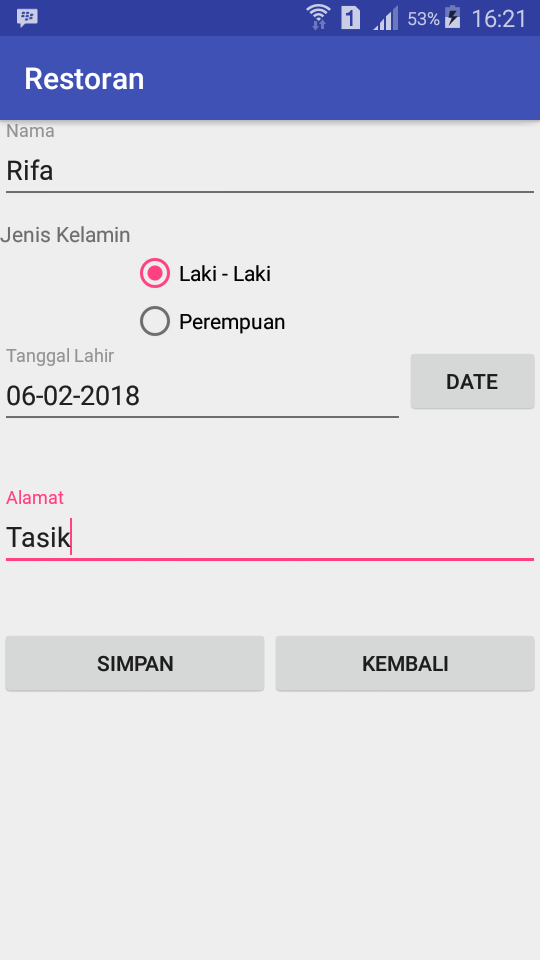 1 53% 16:21
Restoran
Nama
Rifa
Jenis Kelamin
Laki - Laki
Perempuan
Tanggal Lahir
06-02-2018
DATE
Alamat
Tasik
SIMPAN KEMBALI